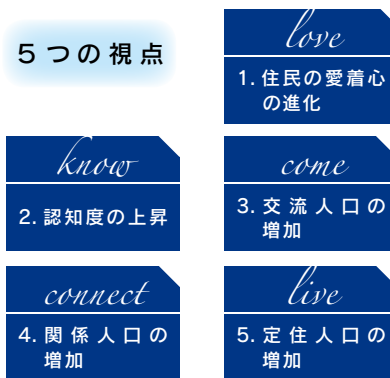 ５つの視点
love
1. 住民の愛着心
の進化
know
2. 認知度の上昇
come
3. 交流人口の
増加
connect
4. 関係人口の
増加
live
5. 定住人口の
増加